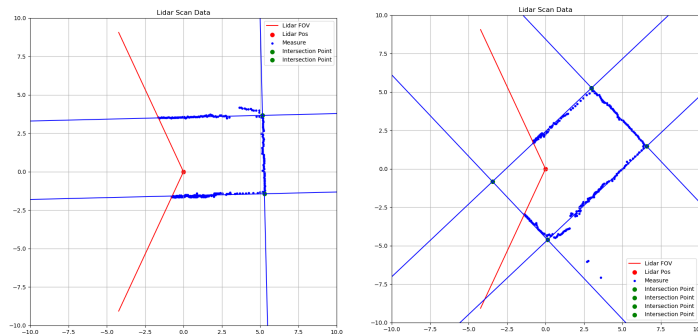 Lidar Scan Data
10.0
7.5
5.0
2.5
0.0
−2.5
−5.0
−7.5
−10.0
−10.0 −7.5 −5.0 −2.5 0.0 2.5 5.0 7.5 10.0
Lidar FOV
Lidar Pos
Measure
Intersection Point
Intersection Point
Lidar Scan Data
10.0
7.5
5.0
2.5
0.0
−2.5
−5.0
−7.5
−10.0
−10.0 −7.5 −5.0 −2.5 0.0 2.5 5.0 7.5 10.0
Lidar FOV
Lidar Pos
Measure
Intersection Point
Intersection Point
Intersection Point
Intersection Point